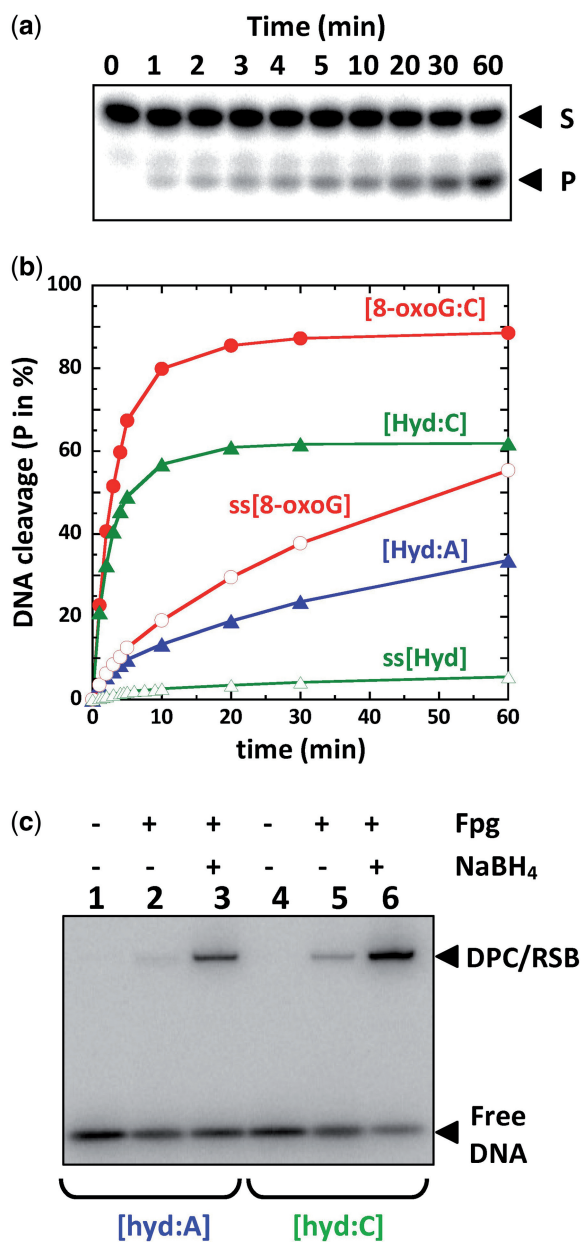 (a)
Time (min)
0 1 2 3 4 5 10 20 30 60
S
P
(b)
DNA cleavage (P in %)
100
80
60
40
20
0
[8-oxoG:C]
[Hyd:C]
ss[8-oxoG]
[Hyd:A]
ss[Hyd]
0 10 20 30 40 50 60
time (min)
(c)
- + + - + + Fpg
- - + - - + NaBH₄
1 2 3 4 5 6
DPC/RSB
Free
DNA
[hyd:A] [hyd:C]